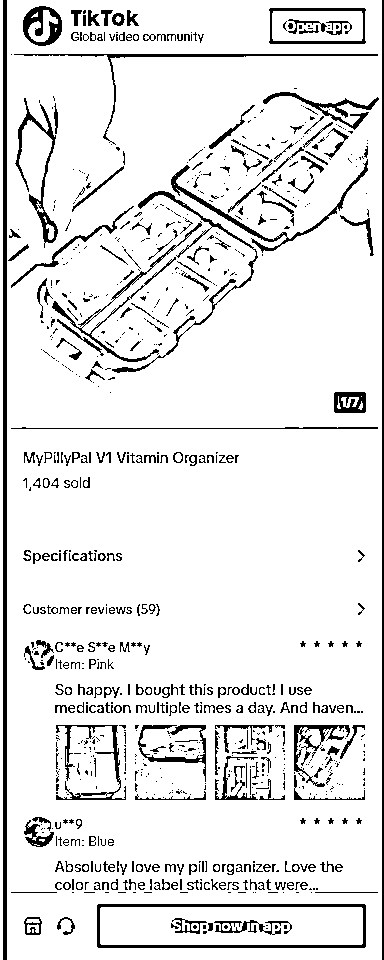 TikTok
Global video community
Open app
1/7
MyPillyPal V1 Vitamin Organizer
1,404 sold
Specifications
Customer reviews (59)
C**e S**e M**y
Item: Pink
So happy. I bought this product! I use
medication multiple times a day. And haven...
u**9
Item: Blue
Absolutely love my pill organizer. Love the
color and the label stickers that were...
Shop now in app